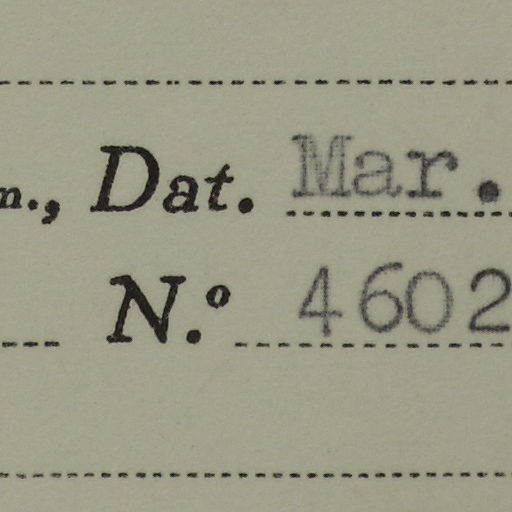 n., Dat. Mar.
N.º 4602